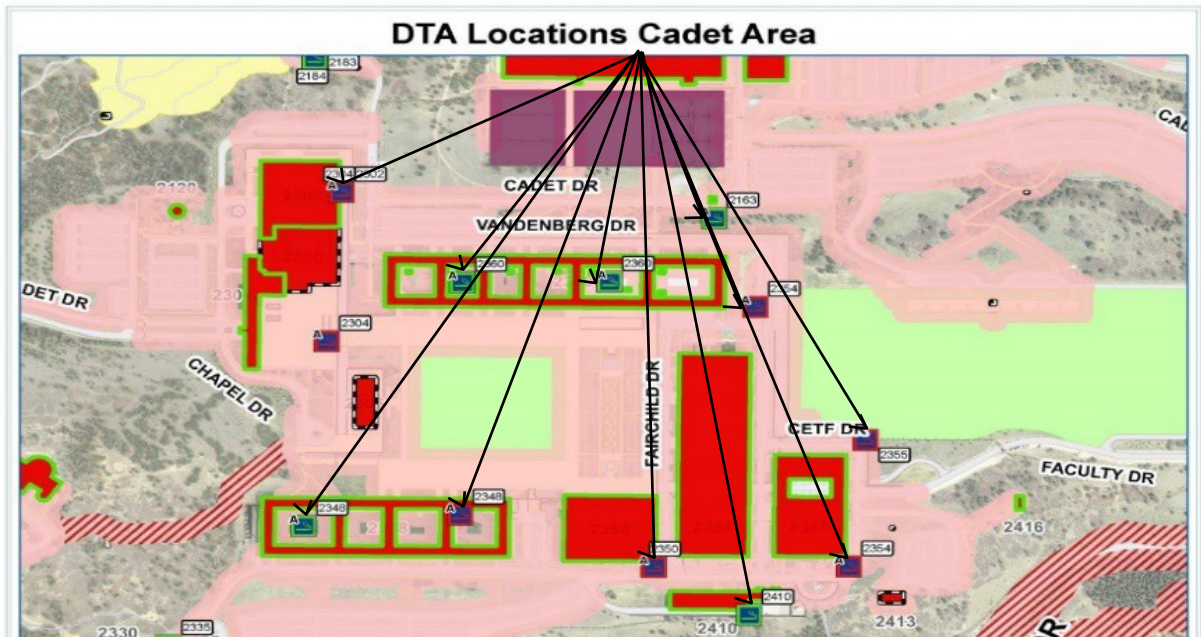 DTA Locations Cadet Area
2183
2184
2302
2120
CADET DR
2163
VANDENBERG DR
2360
2360
2354
DET DR
2304
CHAPEL DR
FAIRCHILD DR
CETF DR
2355
FACULTY DR
2348
2348
2416
2350
2354
2410
2410
2413
2335
2330
R